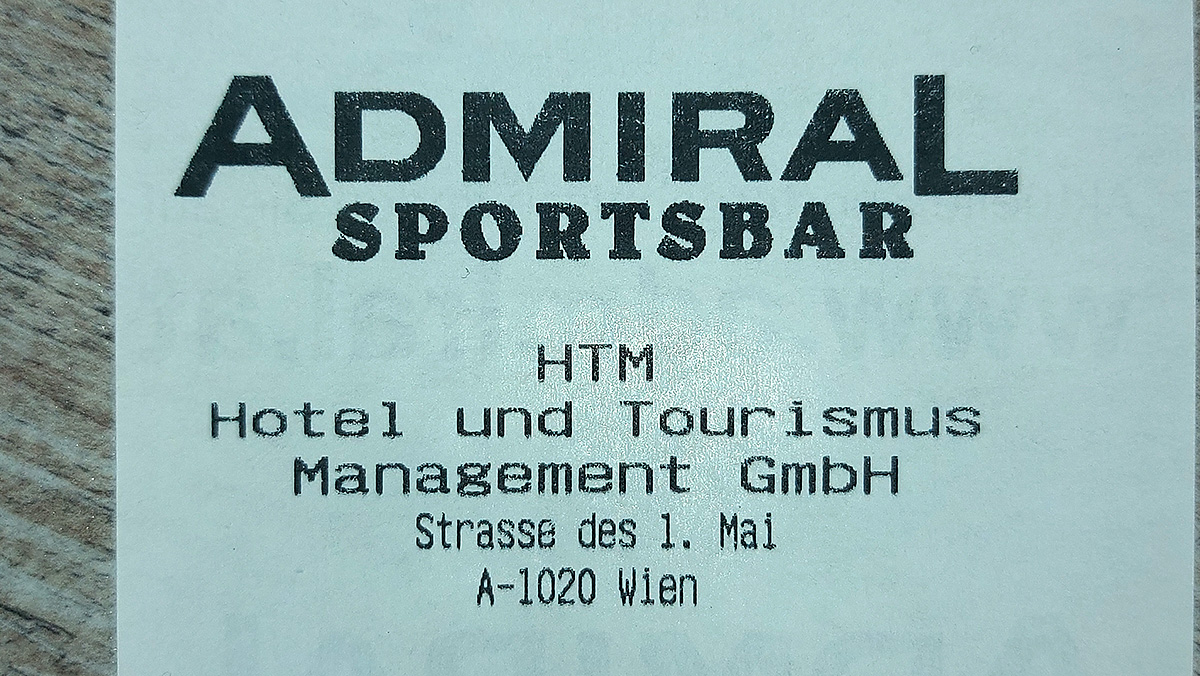 ADMIRAL
SPORTSBAR
HTM
Hotel und Tourismus
Management GmbH
Strasse des 1. Mai
A-1020 Wien